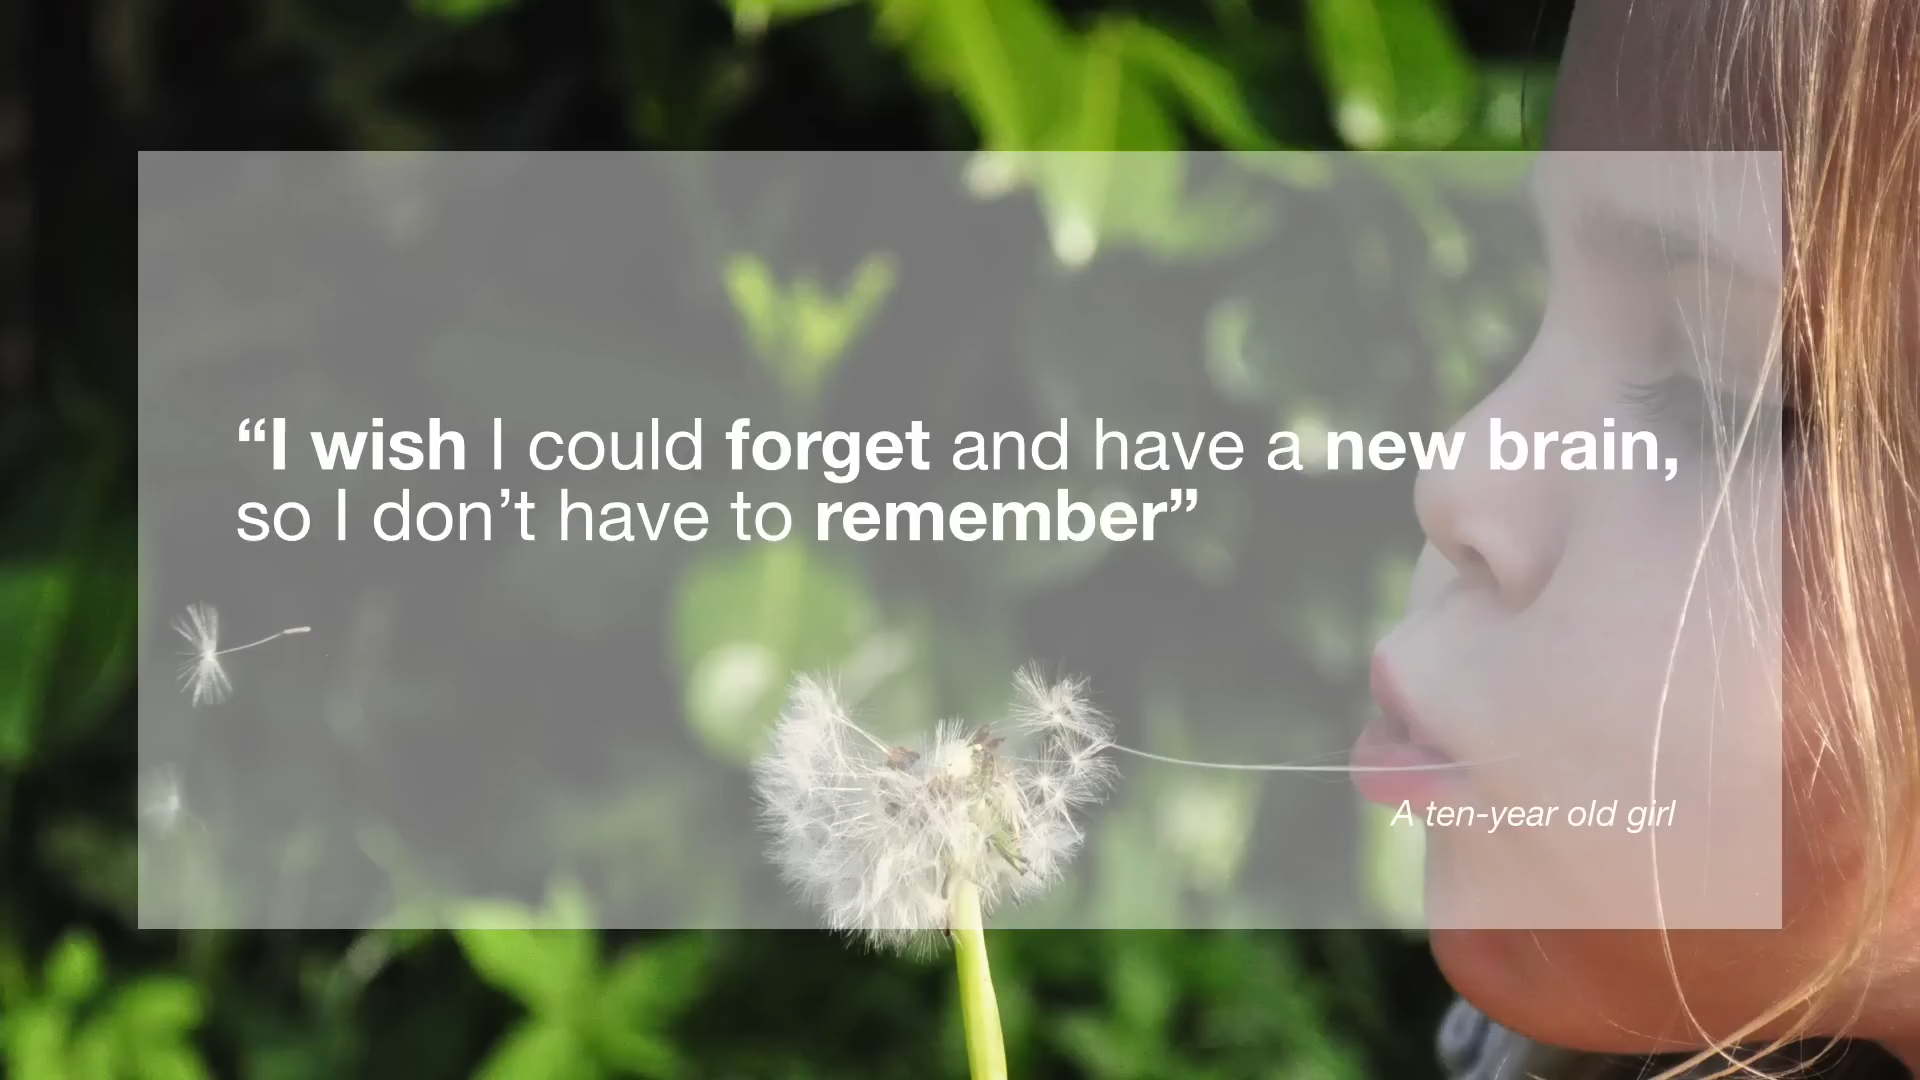 “I wish I could forget and have a new brain,
so I don’t have to remember”
A ten-year old girl